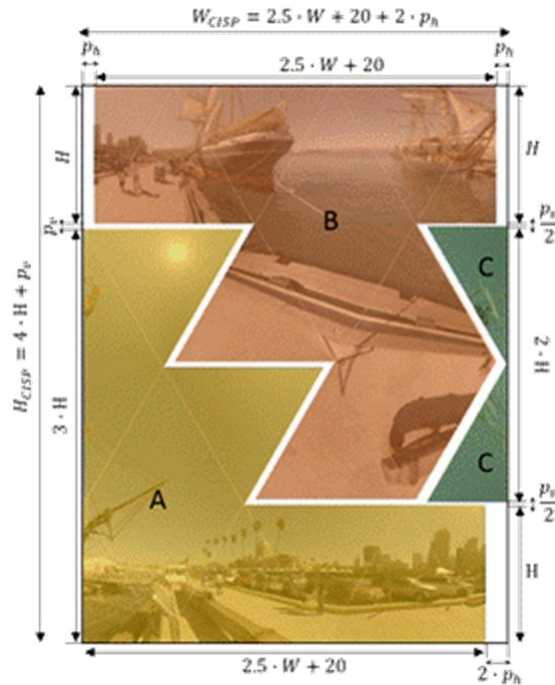 W_CISP = 2.5 · W + 20 + 2 · p_h
p_h
p_h
2.5 · W + 20
H
H
B
p_v
p_v/2
C
H_CISP = 4 · H + p_v
2 · H
3 · H
C
A
p_v/2
H
2.5 · W + 20
2 · p_h